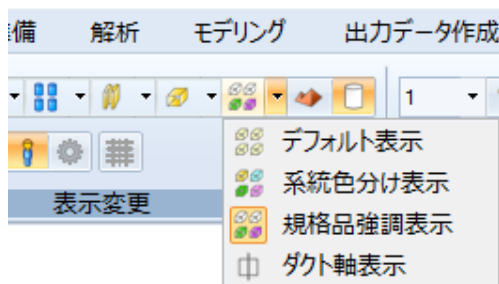 備 解析 モデリング 出力データ作成
1
デフォルト表示
系統色分け表示
表示変更
規格品強調表示
ダクト軸表示